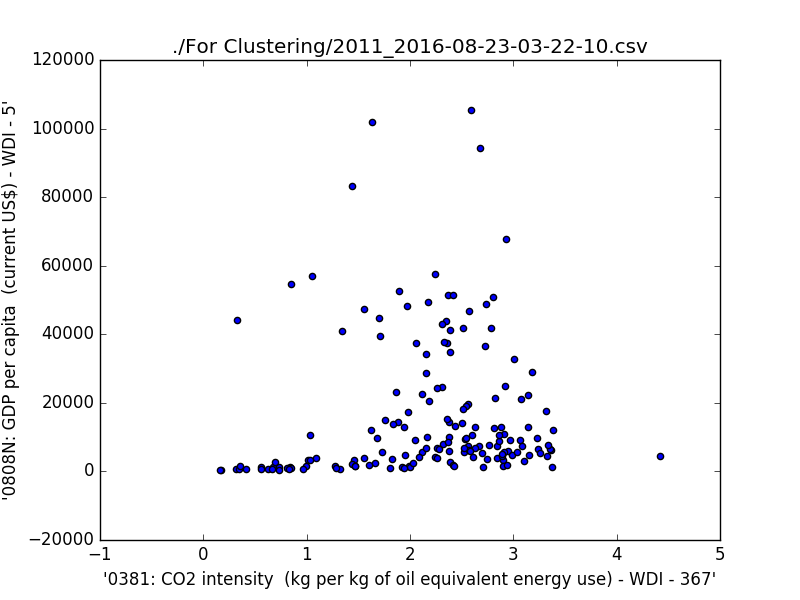 ./For Clustering/2011_2016-08-23-03-22-10.csv
120000
100000
80000
60000
40000
20000
0
−20000
−1 0 1 2 3 4 5
'0808N: GDP per capita  (current US$) - WDI - 5'
'0381: CO2 intensity  (kg per kg of oil equivalent energy use) - WDI - 367'